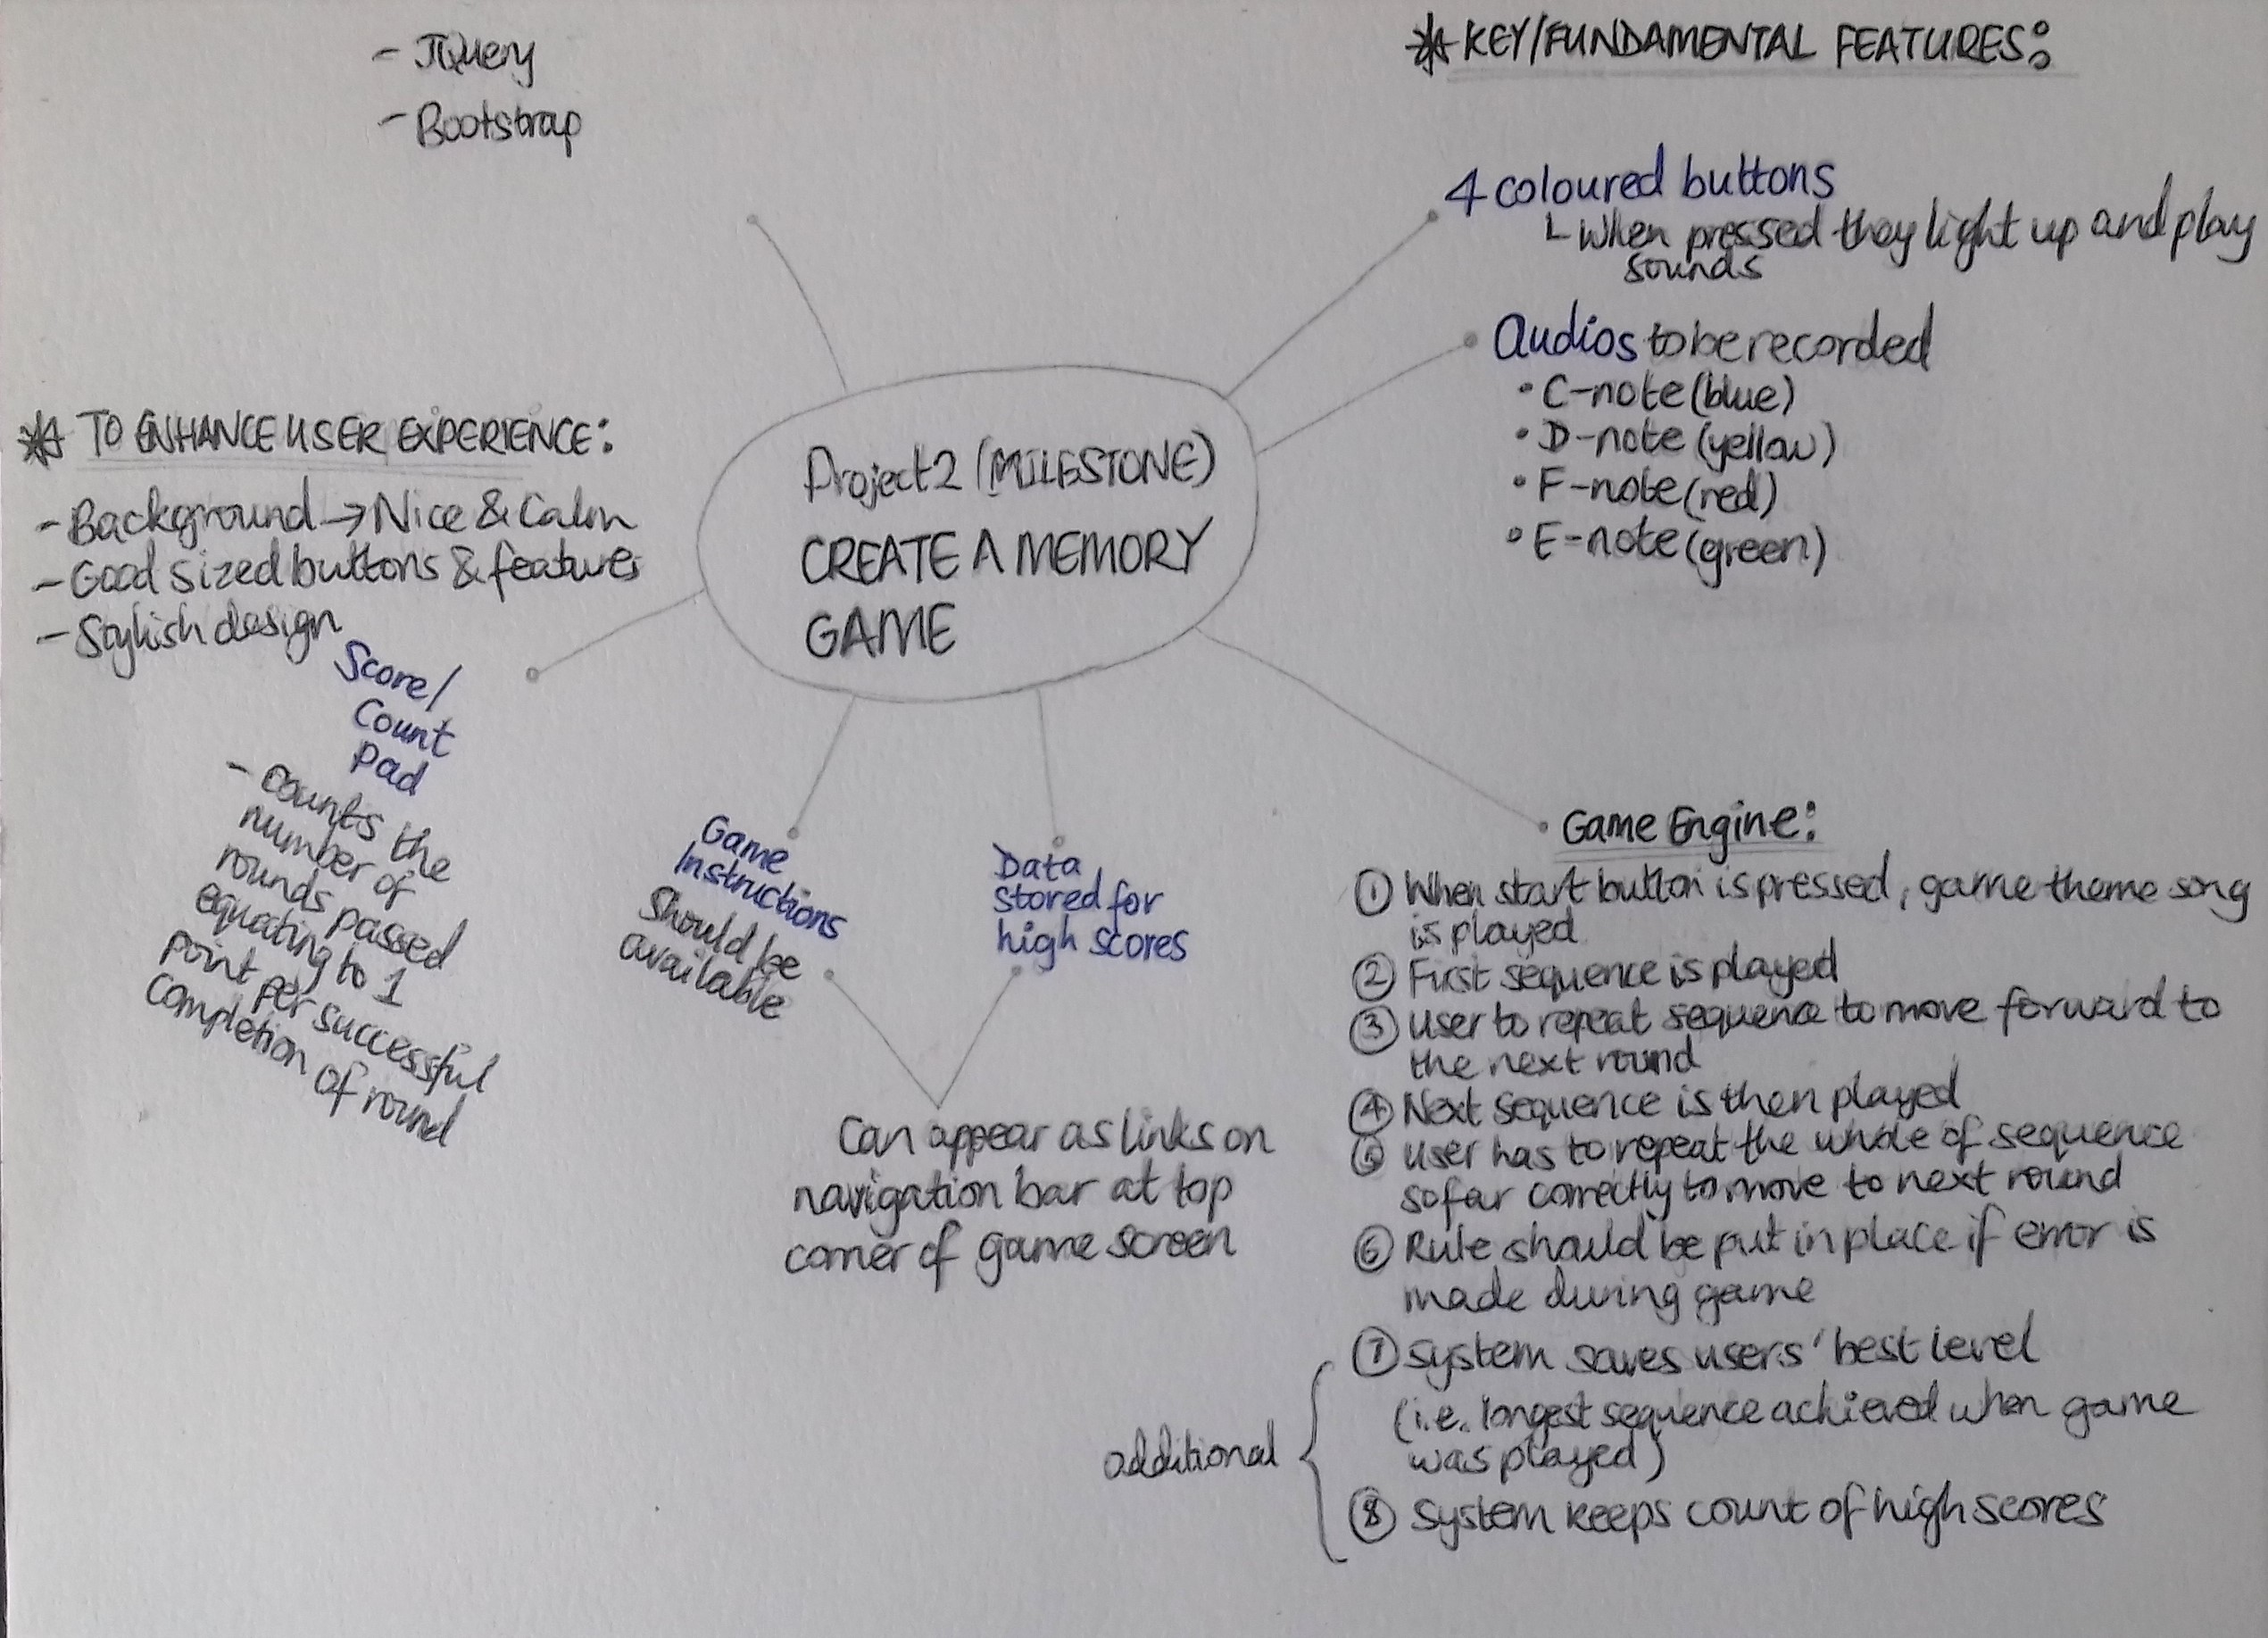 - JQuery
- Bootstrap
* KEY/FUNDAMENTAL FEATURES:
4 coloured buttons
└ When pressed they light up and play
sounds
Audios to be recorded
• C-note (blue)
• D-note (yellow)
• F-note (red)
• E-note (green)
Project 2 (MILESTONE)
CREATE A MEMORY
GAME
* TO ENHANCE USER EXPERIENCE:
- Background → Nice & Calm
- Good sized buttons & features
- Stylish design
Score/
Count
Pad
- counts the
number of
rounds passed
equating to 1
point per successful
completion of round
Game
Instructions
Should be
available
Data
Stored for
high scores
Can appear as links on
navigation bar at top
corner of game screen
Game Engine:
① When start button is pressed, game theme song
is played
② First sequence is played
③ User to repeat sequence to move forward to
the next round
④ Next sequence is then played
⑤ User has to repeat the whole of sequence
so far correctly to move to next round
⑥ Rule should be put in place if error is
made during game
additional
⑦ System saves users' best level
(i.e. longest sequence achieved when game
was played)
⑧ System keeps count of high scores